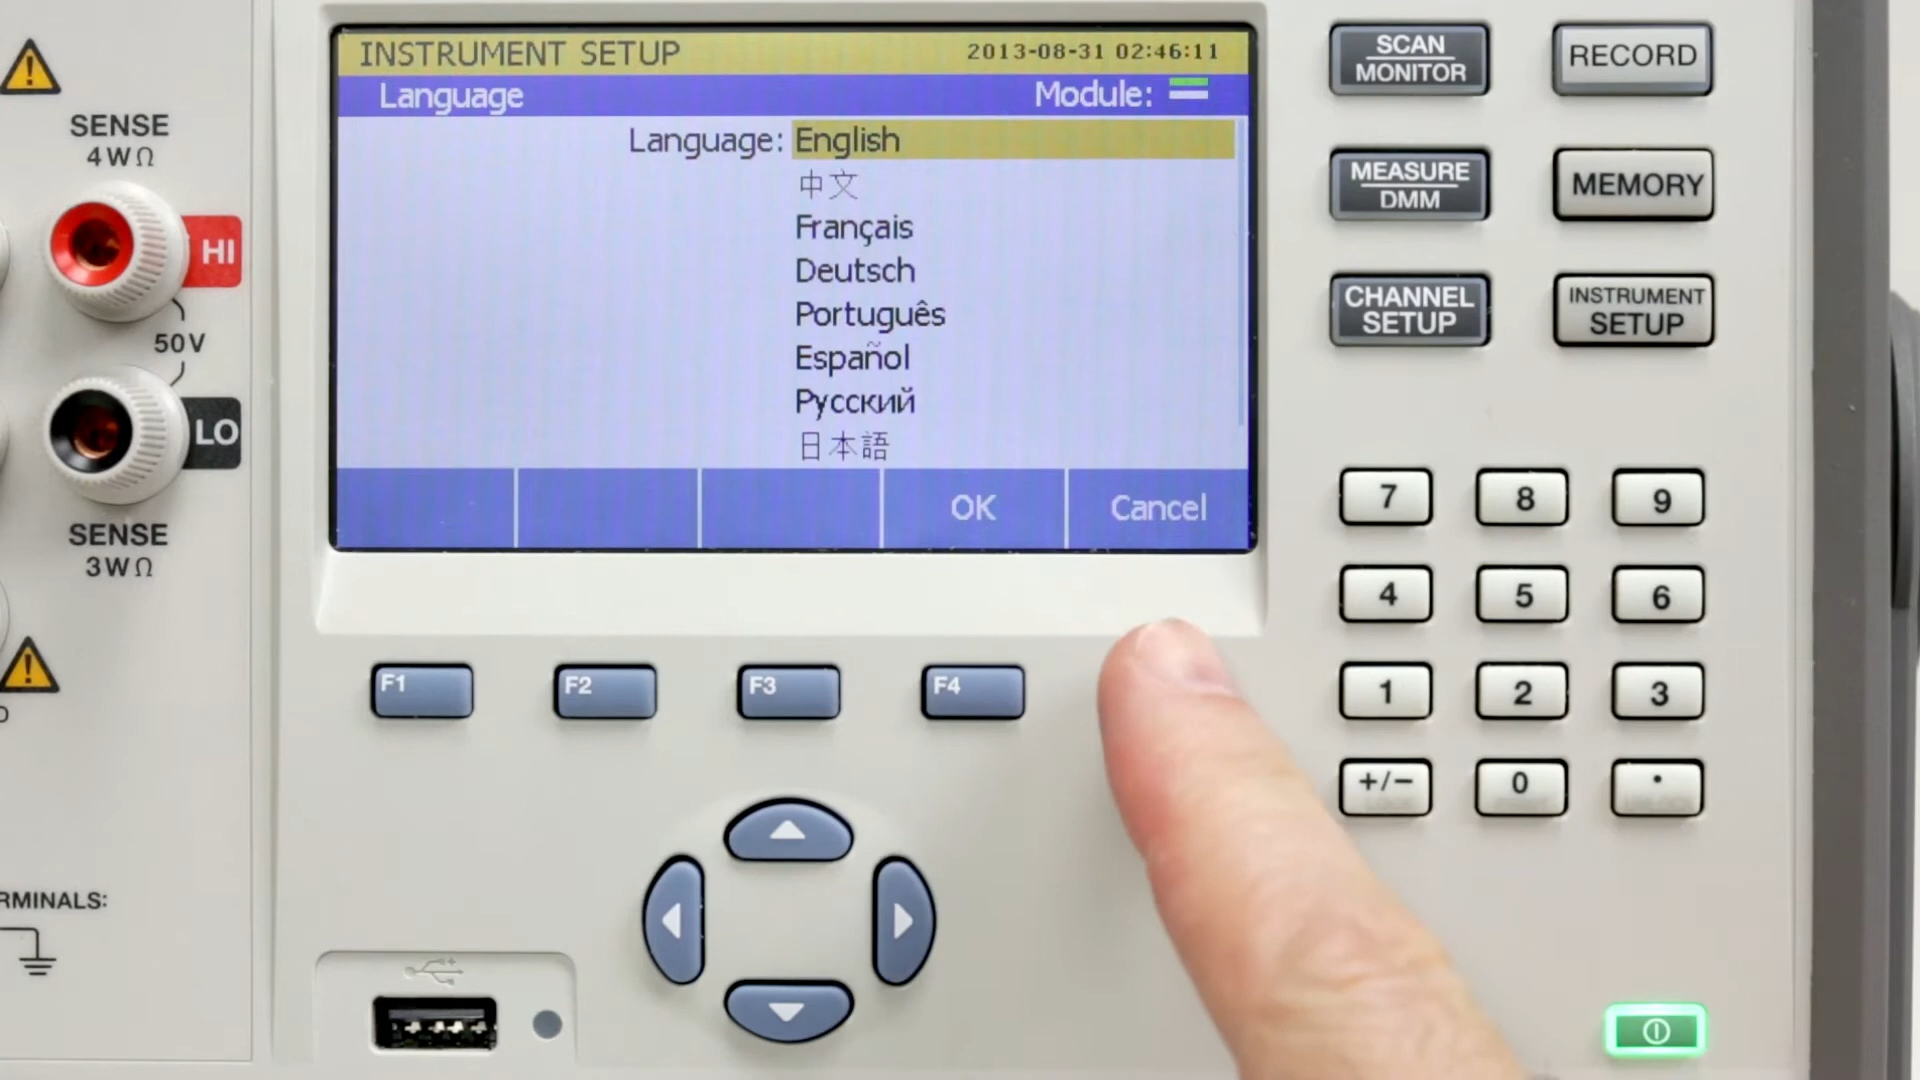 SENSE
4WΩ
HI
50V
LO
SENSE
3WΩ
RMINALS:
INSTRUMENT SETUP
2013-08-31 02:46:11
Language
Module:
Language: English
中文
Français
Deutsch
Português
Español
Русский
日本語
OK
Cancel
F1
F2
F3
F4
SCAN
MONITOR
RECORD
MEASURE
DMM
MEMORY
CHANNEL
SETUP
INSTRUMENT
SETUP
7
8
9
4
5
6
1
2
3
+/−
0
.